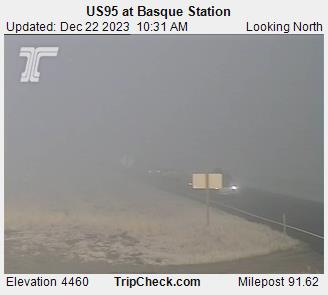 US95 at Basque Station
Updated: Dec 22 2023 10:31 AM Looking North
Elevation 4460 TripCheck.com Milepost 91.62